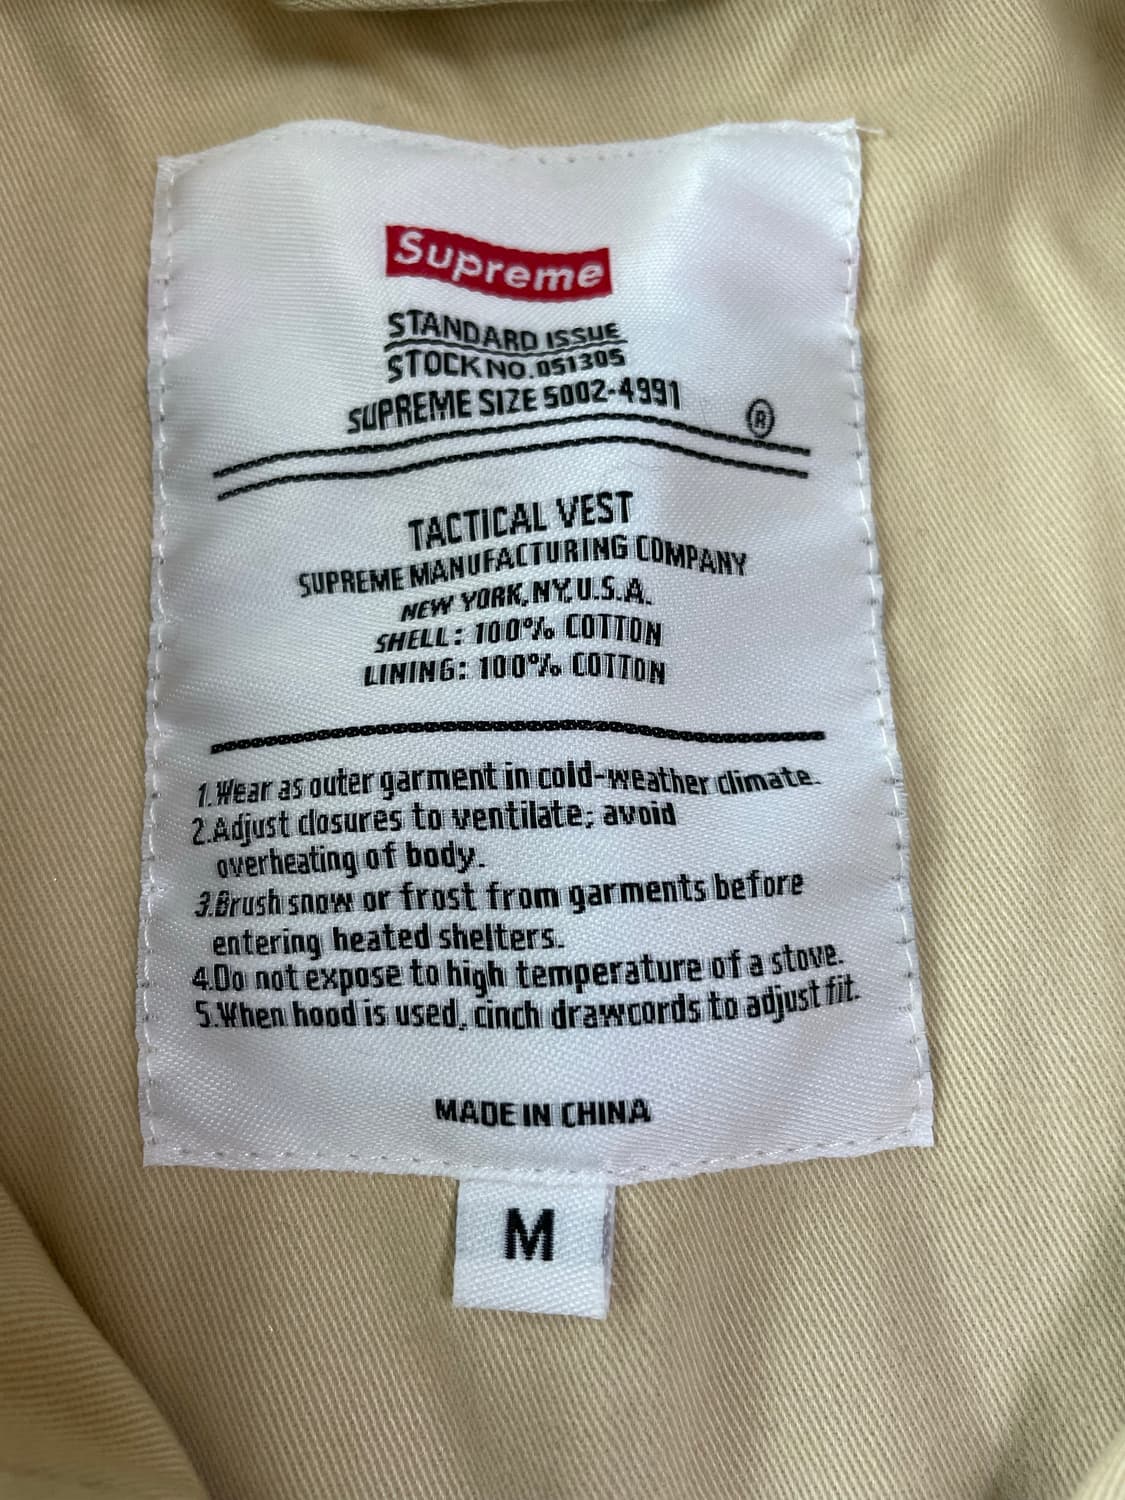 Supreme
STANDARD ISSUE
STOCK NO. 051305
SUPREME SIZE 5002-4991
®
TACTICAL VEST
SUPREME MANUFACTURING COMPANY
NEW YORK, NY, U.S.A.
SHELL: 100% COTTON
LINING: 100% COTTON
1.Wear as outer garment in cold-weather climate.
2.Adjust closures to ventilate; avoid
overheating of body.
3.Brush snow or frost from garments before
entering heated shelters.
4.Do not expose to high temperature of a stove.
5.When hood is used, cinch drawcords to adjust fit.
MADE IN CHINA
M